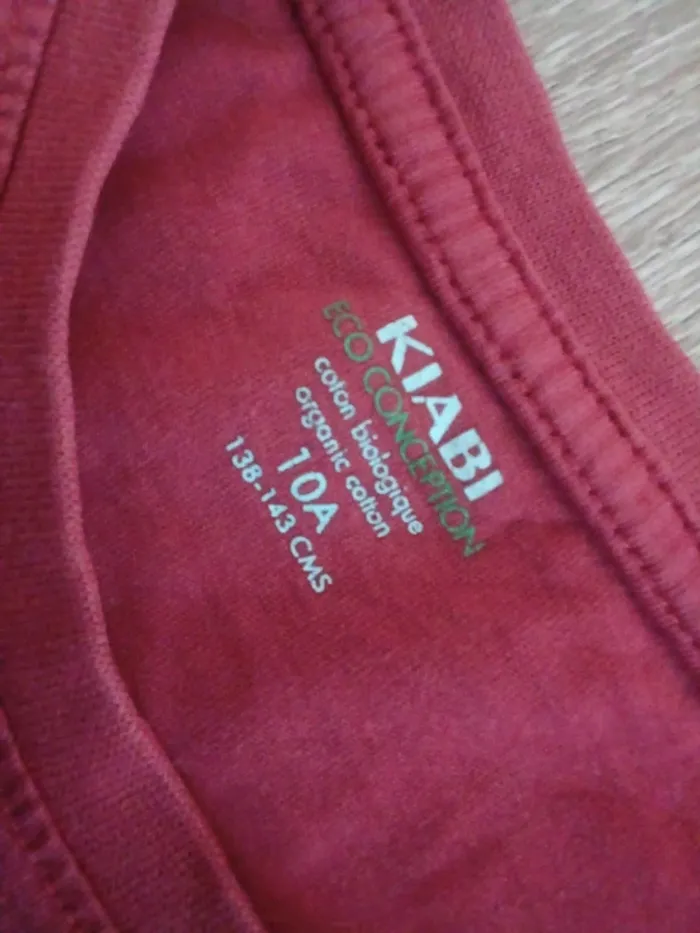 KIABI
ECO CONCEPTION
coton biologique
organic cotton
10A
138-143 CMS